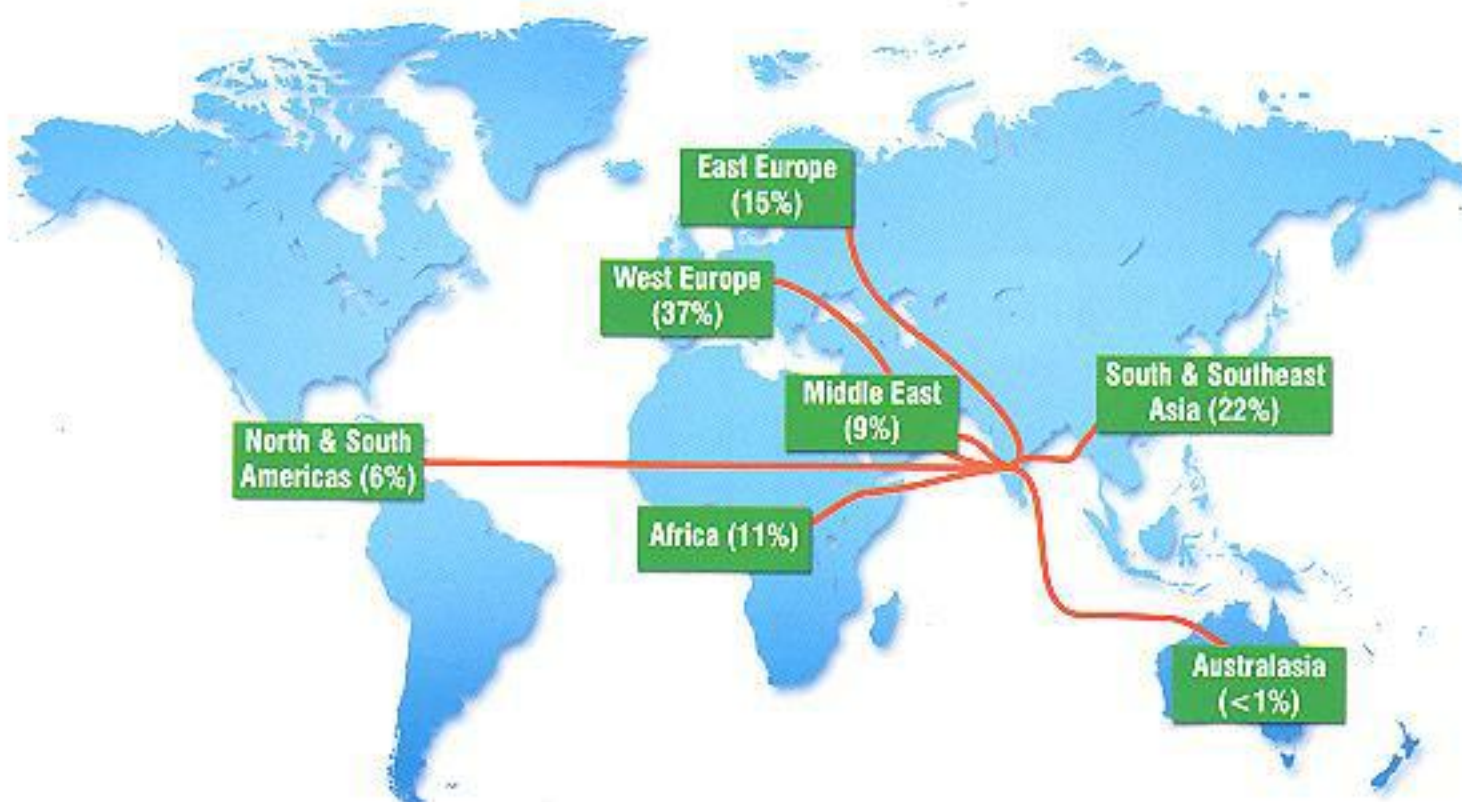 East Europe
(15%)
West Europe
(37%)
Middle East
(9%)
South & Southeast
Asia (22%)
North & South
Americas (6%)
Africa (11%)
Australasia
(<1%)